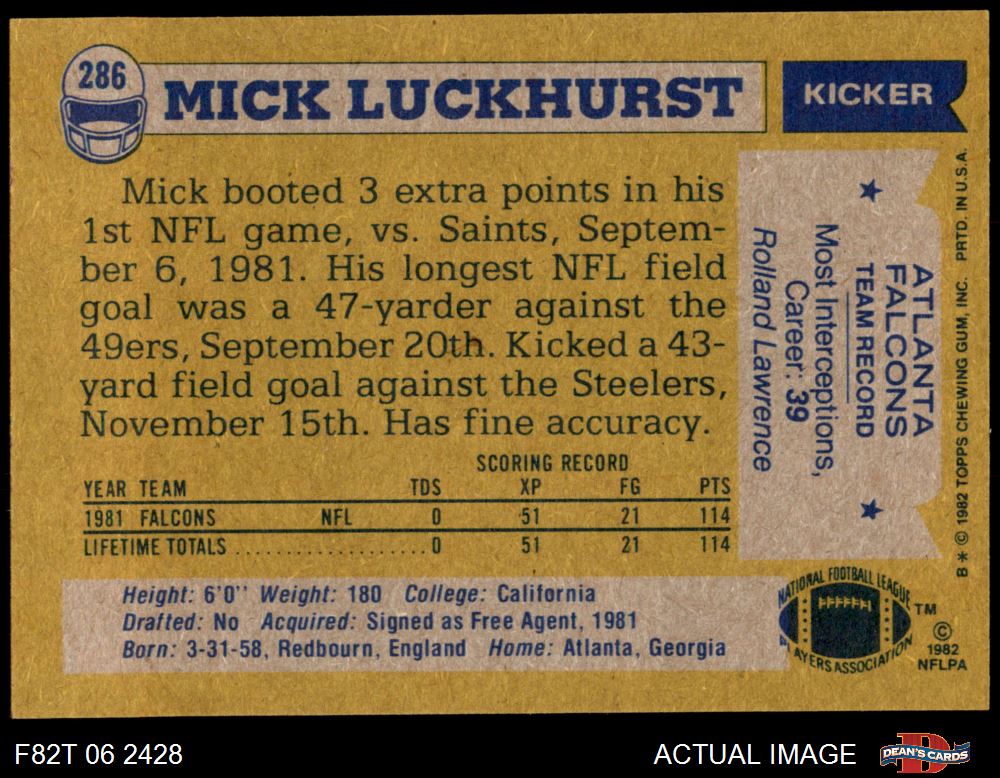 286
MICK LUCKHURST
KICKER
Mick booted 3 extra points in his
1st NFL game, vs. Saints, Septem-
ber 6, 1981. His longest NFL field
goal was a 47-yarder against the
49ers, September 20th. Kicked a 43-
yard field goal against the Steelers,
November 15th. Has fine accuracy.
SCORING RECORD
YEAR TEAM TDS XP FG PTS
1981 FALCONS NFL 0 51 21 114
LIFETIME TOTALS ................... 0 51 21 114
Height: 6'0'' Weight: 180 College: California
Drafted: No Acquired: Signed as Free Agent, 1981
Born: 3-31-58, Redbourn, England Home: Atlanta, Georgia
ATLANTA
FALCONS
TEAM RECORD
Most Interceptions,
Career: 39
Rolland Lawrence
B * © 1982 TOPPS CHEWING GUM, INC. PRTD. IN U.S.A.
NATIONAL FOOTBALL LEAGUE
PLAYERS ASSOCIATION
TM
©
1982
NFLPA
F82T 06 2428
ACTUAL IMAGE
DEAN'S CARDS